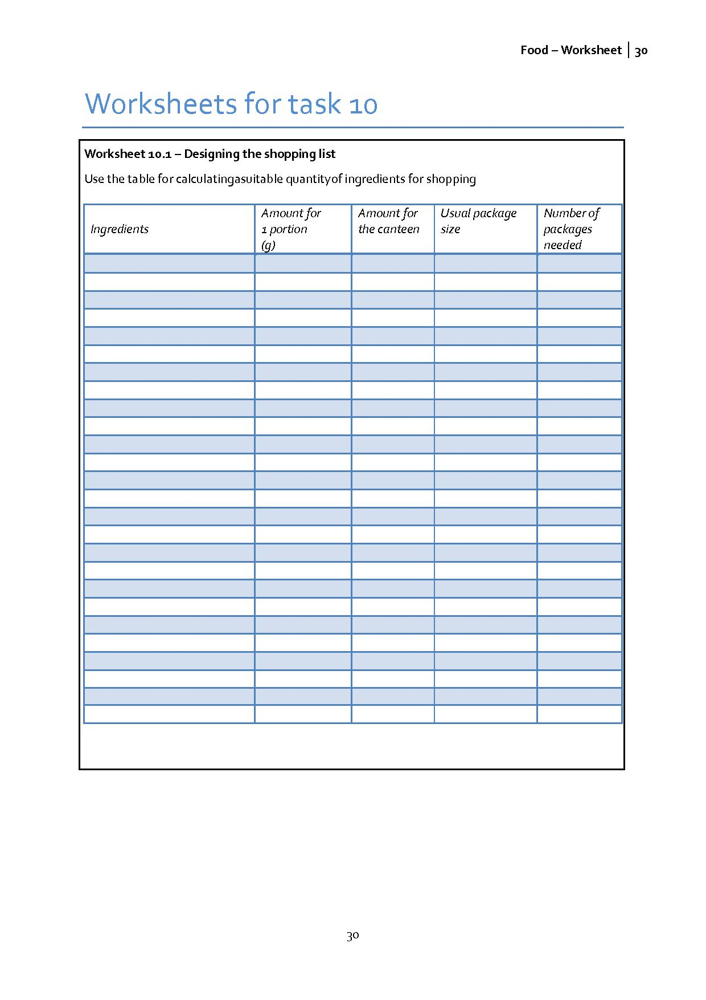 Food – Worksheet | 30
Worksheets for task 10
Worksheet 10.1 – Designing the shopping list
Use the table for calculatingasuitable quantityof ingredients for shopping
Ingredients
Amount for
1 portion
(g)
Amount for
the canteen
Usual package
size
Number of
packages
needed
30